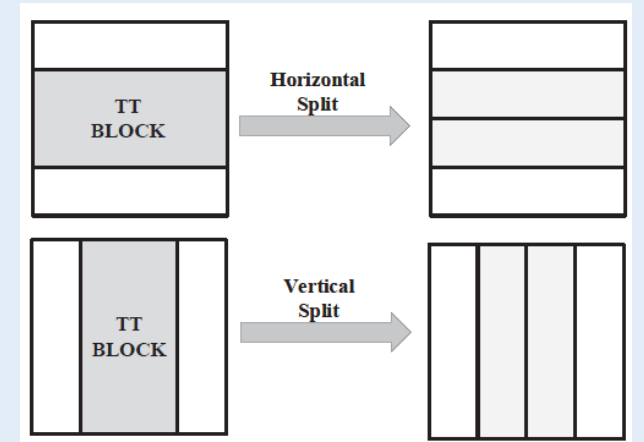 TT
BLOCK
Horizontal
Split
TT
BLOCK
Vertical
Split